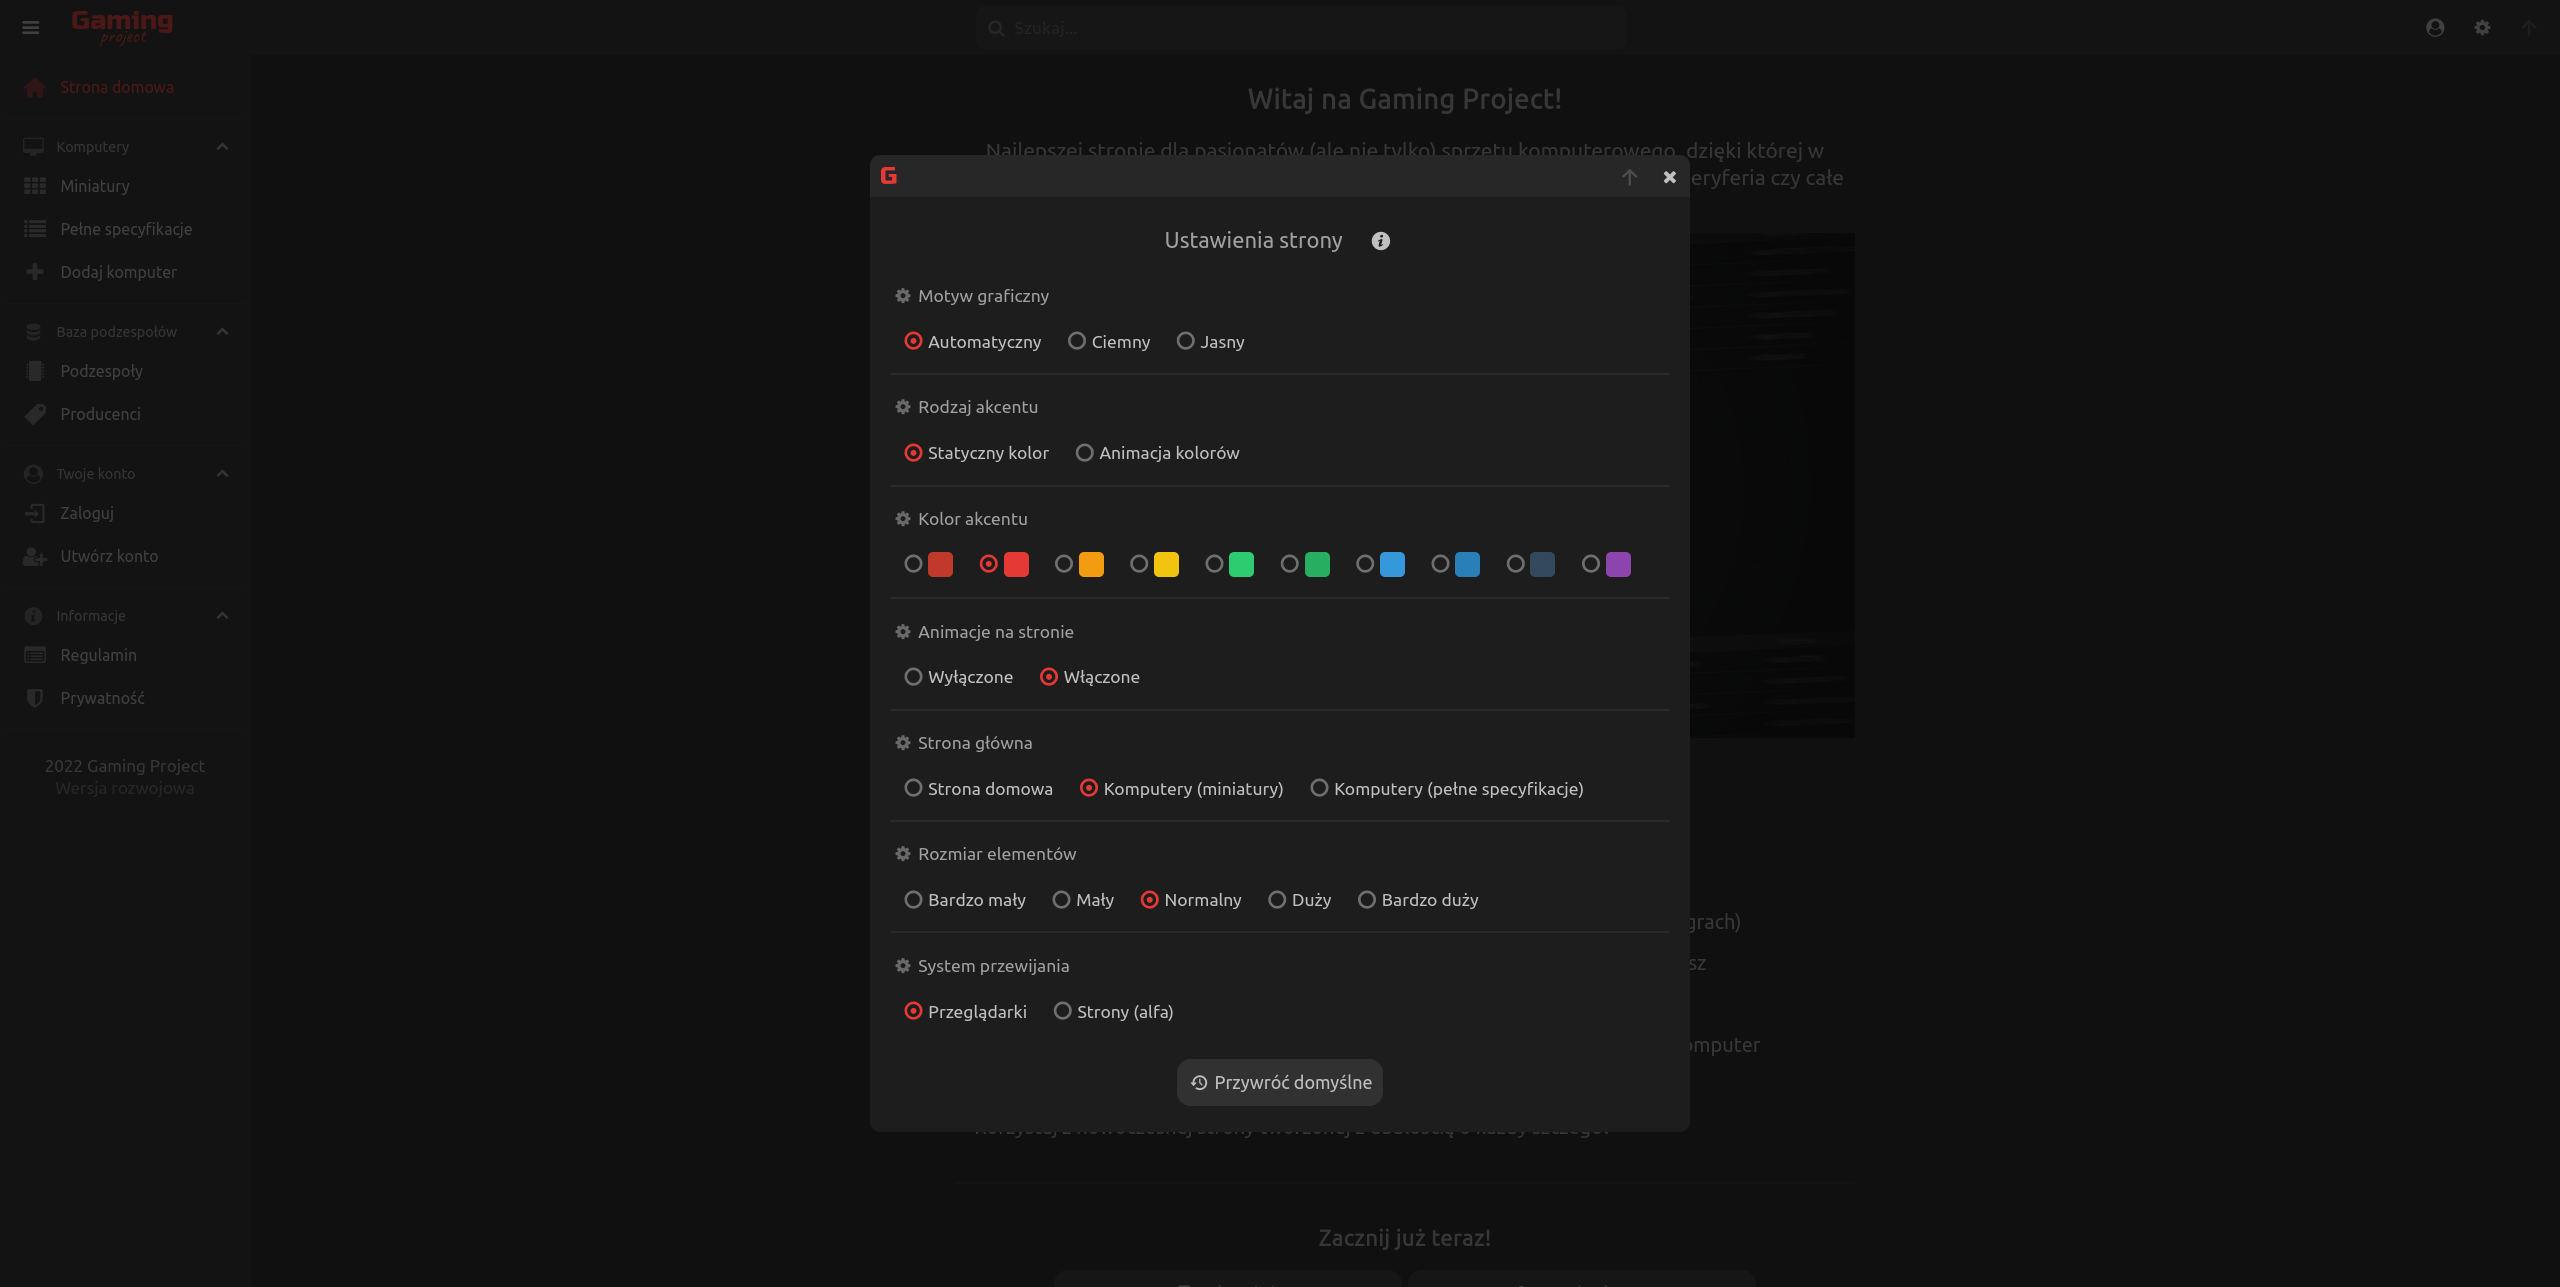 Gaming
project
Szukaj...
Strona domowa
Komputery
Miniatury
Pełne specyfikacje
Dodaj komputer
Baza podzespołów
Podzespoły
Producenci
Twoje konto
Zaloguj
Utwórz konto
Informacje
Regulamin
Prywatność
2022 Gaming Project
Wersja rozwojowa
Witaj na Gaming Project!
Najlepszej stronie dla pasjonatów (ale nie tylko) sprzętu komputerowego, dzięki której w
eryferia czy całe
G
Ustawienia strony
Motyw graficzny
Automatyczny Ciemny Jasny
Rodzaj akcentu
Statyczny kolor Animacja kolorów
Kolor akcentu
Animacje na stronie
Wyłączone Włączone
Strona główna
Strona domowa Komputery (miniatury) Komputery (pełne specyfikacje)
Rozmiar elementów
Bardzo mały Mały Normalny Duży Bardzo duży
System przewijania
Przeglądarki Strony (alfa)
Przywróć domyślne
grach)
sz
omputer
Zacznij już teraz!